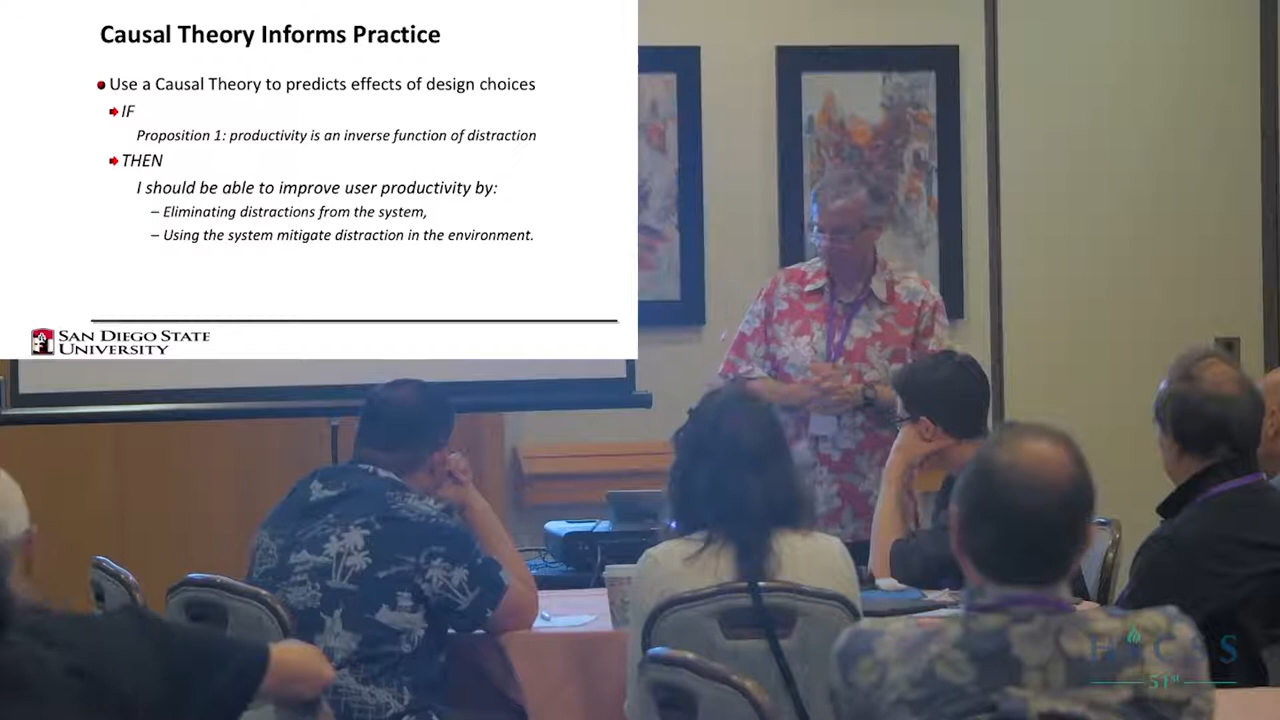 Causal Theory Informs Practice
Use a Causal Theory to predicts effects of design choices
IF
Proposition 1: productivity is an inverse function of distraction
THEN
I should be able to improve user productivity by:
– Eliminating distractions from the system,
– Using the system mitigate distraction in the environment.
SAN DIEGO STATE
UNIVERSITY
HICSS
51st